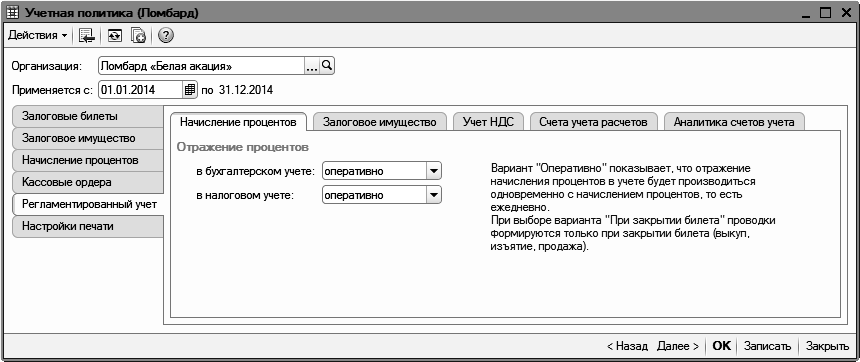 Учетная политика (Ломбард)
Действия
Организация: Ломбард «Белая акация» ...
Применяется с: 01.01.2014 по 31.12.2014
Залоговые билеты
Залоговое имущество
Начисление процентов
Кассовые ордера
Регламентированный учет
Настройки печати
Начисление процентов Залоговое имущество Учет НДС Счета учета расчетов Аналитика счетов учета
Отражение процентов
в бухгалтерском учете: оперативно
в налоговом учете: оперативно
Вариант "Оперативно" показывает, что отражение
начисления процентов в учете будет производиться
одновременно с начислением процентов, то есть
ежедневно.
При выборе варианта "При закрытии билета" проводки
формируются только при закрытии билета (выкуп,
изъятие, продажа).
< Назад Далее > OK Записать Закрыть